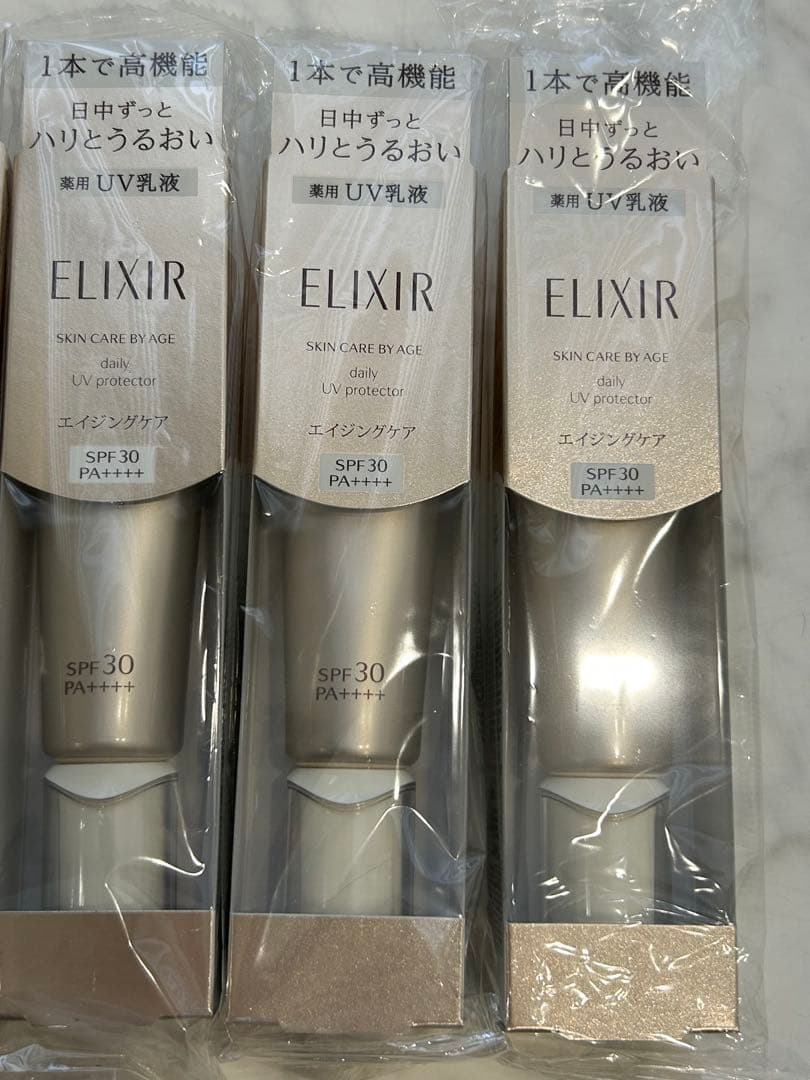 1本で高機能
日中ずっと
ハリとうるおい
薬用 UV乳液
ELIXIR
SKIN CARE BY AGE
daily
UV protector
エイジングケア
SPF30
PA++++
SPF30
PA++++
1本で高機能
日中ずっと
ハリとうるおい
薬用 UV乳液
ELIXIR
SKIN CARE BY AGE
daily
UV protector
エイジングケア
SPF30
PA++++
SPF30
PA++++
1本で高機能
日中ずっと
ハリとうるおい
薬用 UV乳液
ELIXIR
SKIN CARE BY AGE
daily
UV protector
エイジングケア
SPF30
PA++++